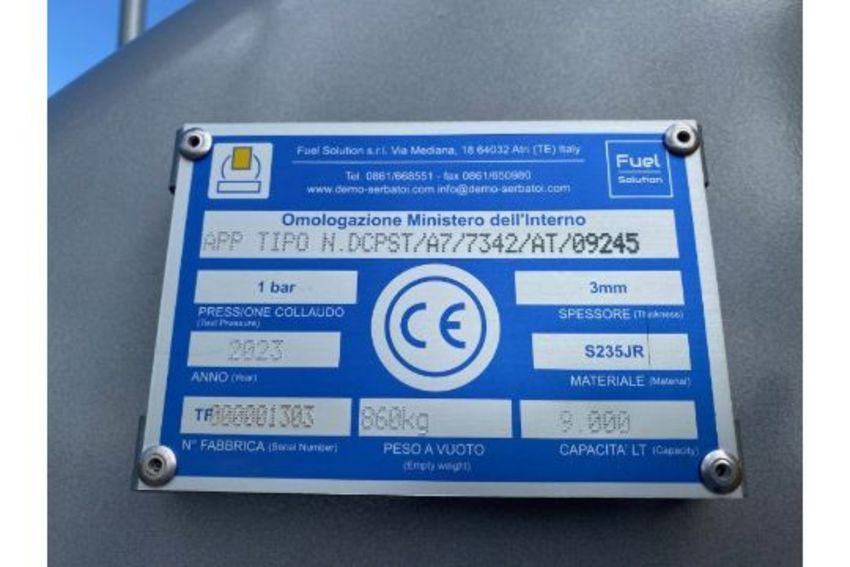 Fuel Solution s.r.l. Via Mediana, 18 64032 Atri (TE) Italy
Tel. 0861/668551 - fax 0861/650980
www.demo-serbatoi.com info@demo-serbatoi.com
Fuel
Solution
Omologazione Ministero dell'Interno
APP TIPO N.DCPST/A7/7342/AT/09245
1 bar
PRESSIONE COLLAUDO
(Test Pressure)
CE
3mm
SPESSORE (Thickness)
2023
ANNO (Year)
S235JR
MATERIALE (Material)
TF000001303
N° FABBRICA (Serial Number)
860kg
PESO A VUOTO
(Empty weight)
9.000
CAPACITA' LT (Capacity)